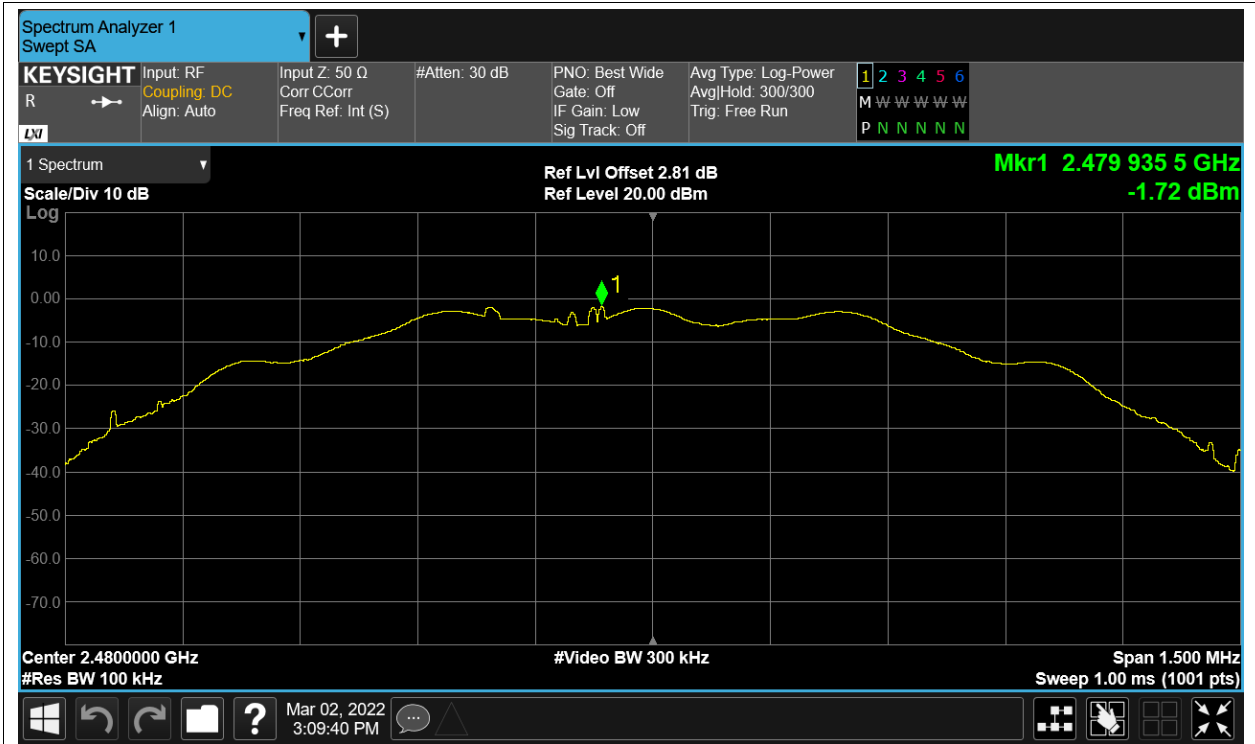 Spectrum Analyzer 1
Swept SA
KEYSIGHT
R
LXI
Input: RF
Coupling: DC
Align: Auto
Input Z: 50 Ω
Corr CCorr
Freq Ref: Int (S)
#Atten: 30 dB
PNO: Best Wide
Gate: Off
IF Gain: Low
Sig Track: Off
Avg Type: Log-Power
Avg|Hold: 300/300
Trig: Free Run
1 2 3 4 5 6
M W W W W W
P N N N N N
1 Spectrum
Scale/Div 10 dB
Log
Ref Lvl Offset 2.81 dB
Ref Level 20.00 dBm
Mkr1 2.479 935 5 GHz
-1.72 dBm
1
10.0
0.00
-10.0
-20.0
-30.0
-40.0
-50.0
-60.0
-70.0
Center 2.4800000 GHz
#Res BW 100 kHz
#Video BW 300 kHz
Span 1.500 MHz
Sweep 1.00 ms (1001 pts)
?
Mar 02, 2022
3:09:40 PM